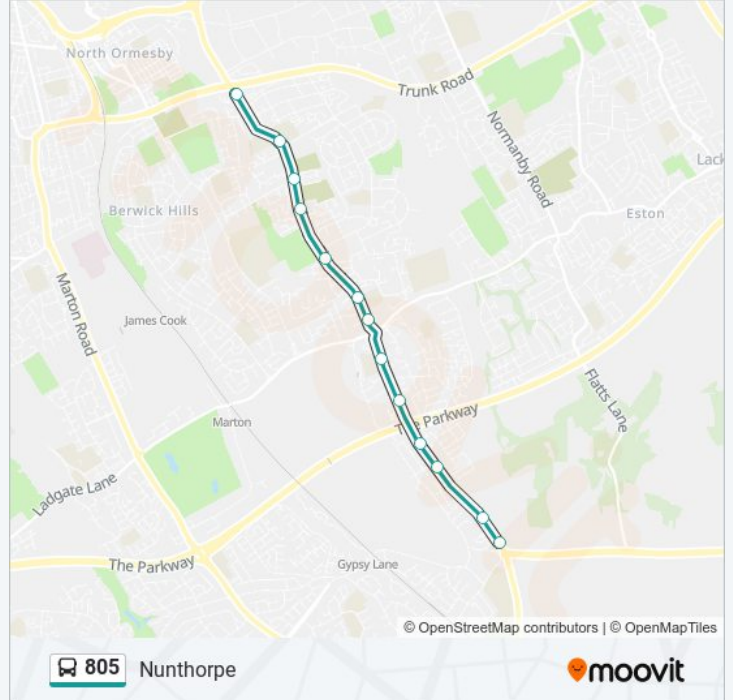 North Ormesby
Trunk Road
Normanby Road
Lack
Berwick Hills
Eston
Marton Road
James Cook
Flatts Lane
The Parkway
Marton
Ladgate Lane
The Parkway
Gypsy Lane
© OpenStreetMap contributors | © OpenMapTiles
805 Nunthorpe
moovit